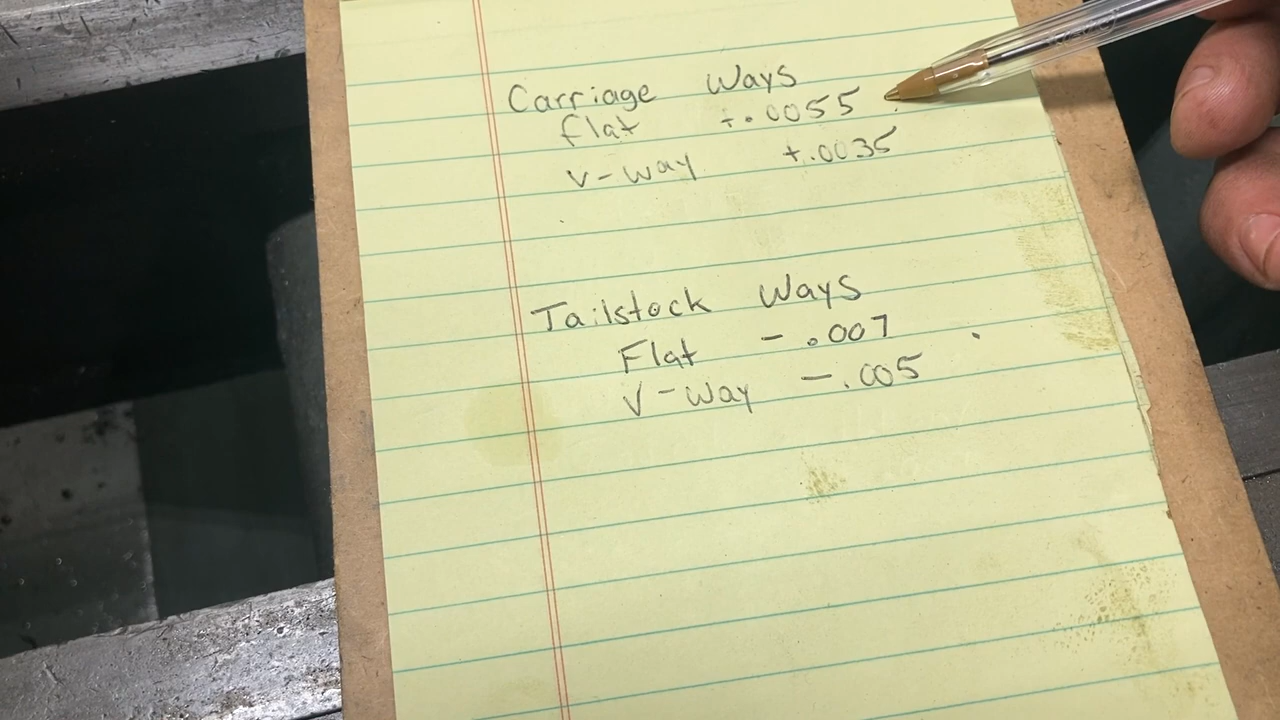 Carriage Ways
flat +.0055
V-way +.0035
Tailstock Ways
Flat -.007
V-Way -.005